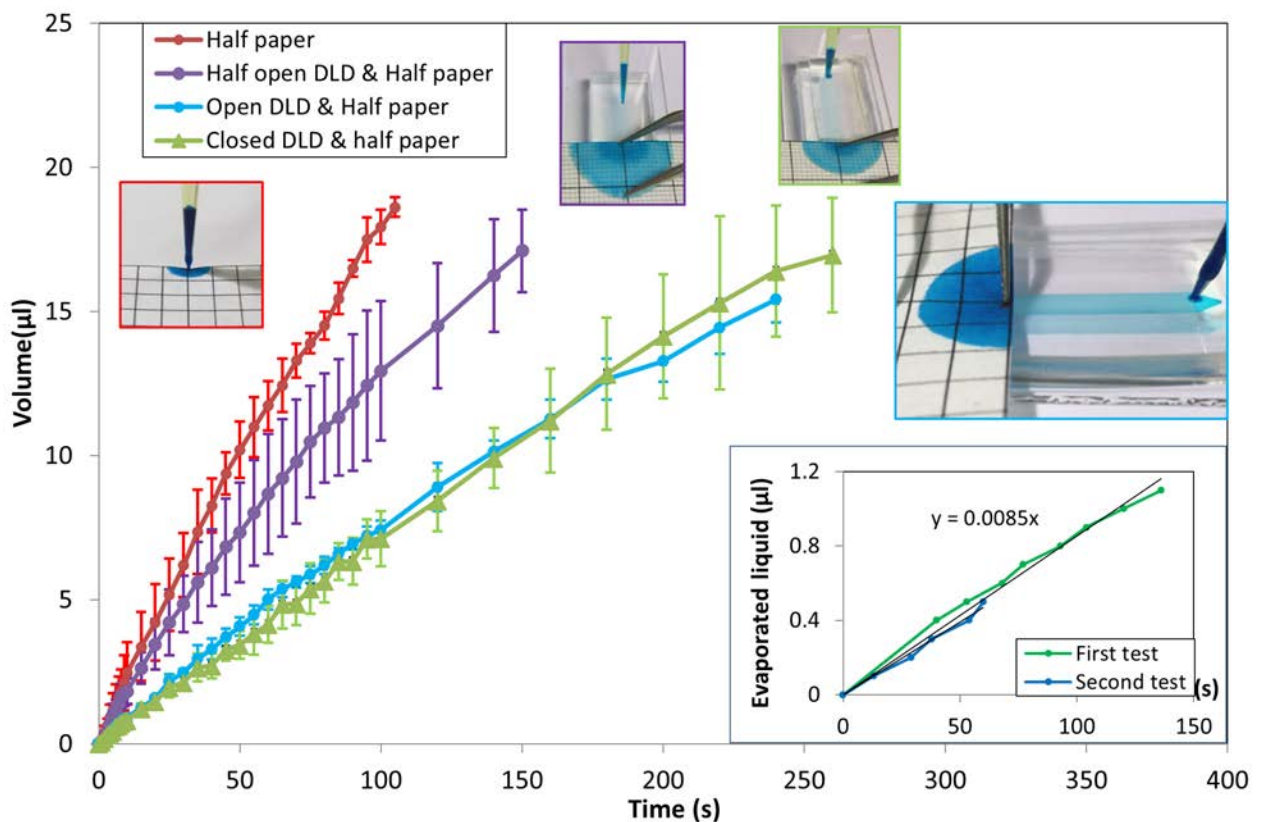 25
20
15
10
5
0
Volume(µl)
Half paper
Half open DLD & Half paper
Open DLD & Half paper
Closed DLD & half paper
0 50 100 150 200 250 300 350 400
Time (s)
1.2
0.8
0.4
0
Evaporated liquid (µl)
y = 0.0085x
First test
Second test
(s)
0 50 100 150